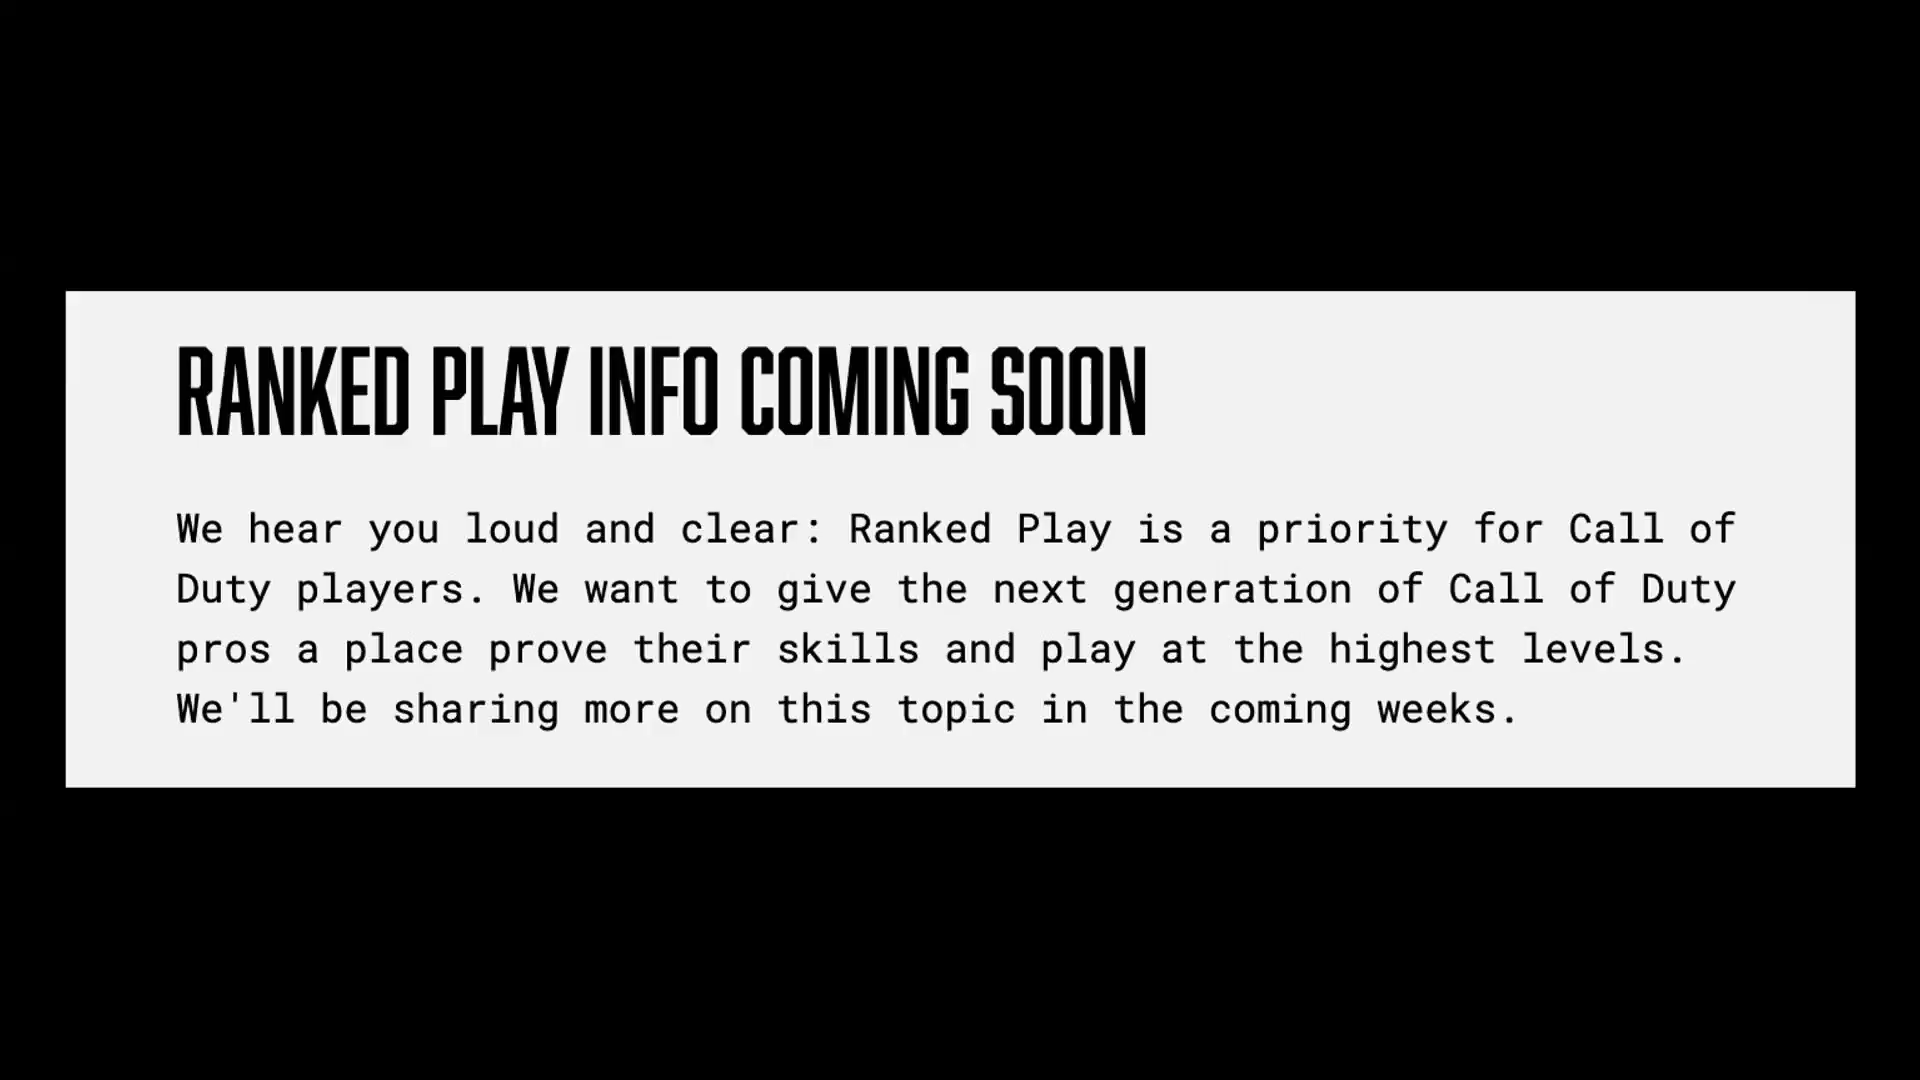 RANKED PLAY INFO COMING SOON
We hear you loud and clear: Ranked Play is a priority for Call of
Duty players. We want to give the next generation of Call of Duty
pros a place prove their skills and play at the highest levels.
We'll be sharing more on this topic in the coming weeks.